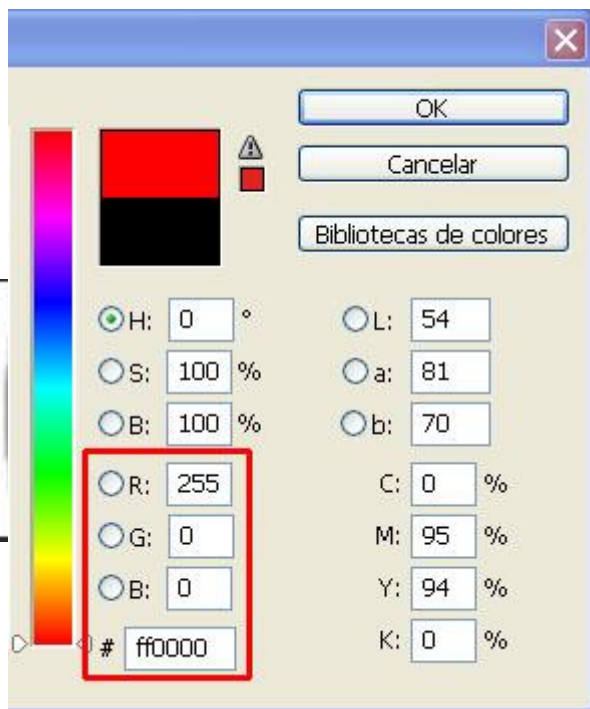 OK
Cancelar
Bibliotecas de colores
H: 0 °
S: 100 %
B: 100 %
R: 255
G: 0
B: 0
# ff0000
L: 54
a: 81
b: 70
C: 0 %
M: 95 %
Y: 94 %
K: 0 %